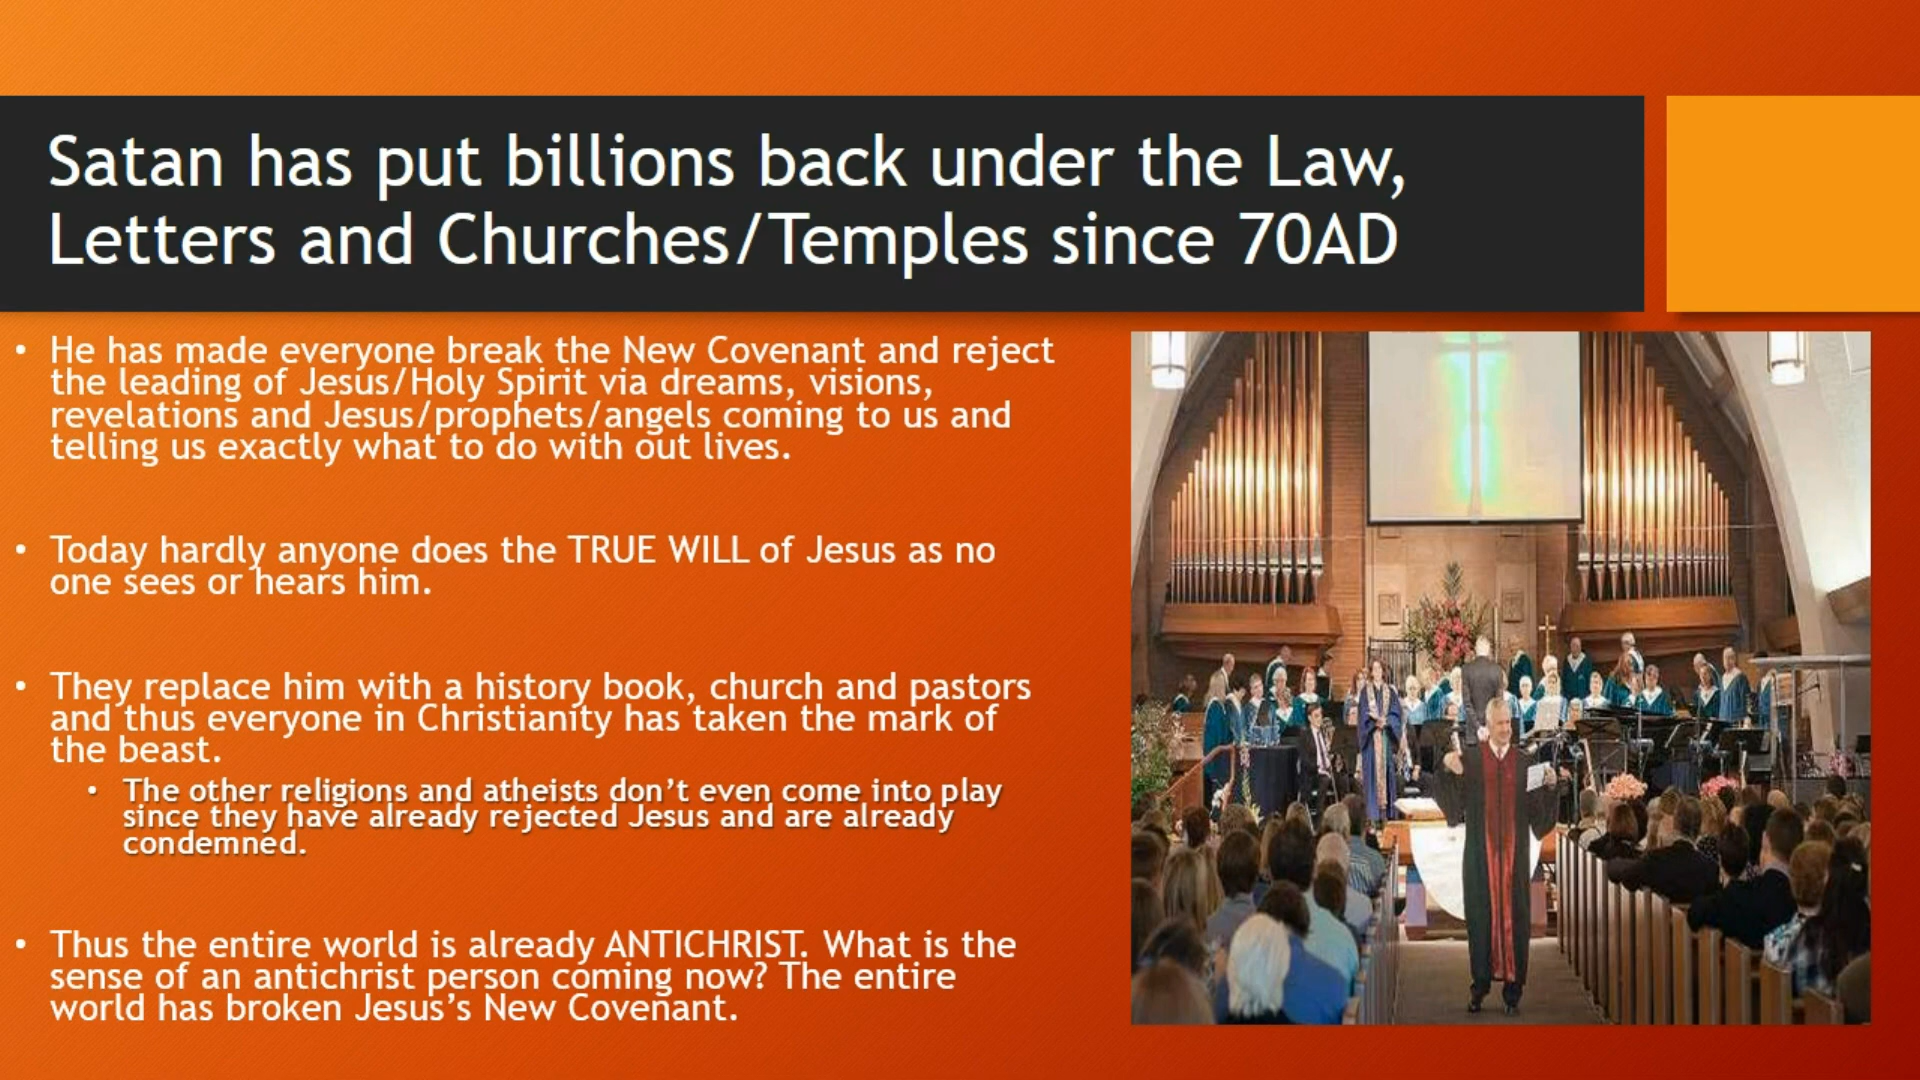 Satan has put billions back under the Law,
Letters and Churches/Temples since 70AD
• He has made everyone break the New Covenant and reject
the leading of Jesus/Holy Spirit via dreams, visions,
revelations and Jesus/prophets/angels coming to us and
telling us exactly what to do with out lives.
• Today hardly anyone does the TRUE WILL of Jesus as no
one sees or hears him.
• They replace him with a history book, church and pastors
and thus everyone in Christianity has taken the mark of
the beast.
• The other religions and atheists don’t even come into play
since they have already rejected Jesus and are already
condemned.
• Thus the entire world is already ANTICHRIST. What is the
sense of an antichrist person coming now? The entire
world has broken Jesus’s New Covenant.